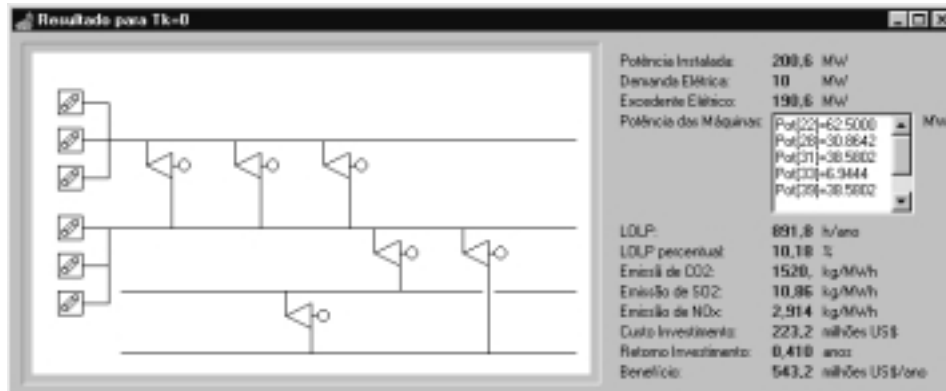 Resultado para Tk=0
Potência Instalada: 200,6 MW
Demanda Elétrica: 10 MW
Excedente Elétrico: 190,6 MW
Potência das Máquinas: MW
Pot[22]=62.5000
Pot[28]=30.8642
Pot[31]=38.5802
Pot[33]=6.9444
Pot[39]=38.5802
LOLP: 891,8 h/ano
LOLP percentual: 10,18 %
Emissã de CO2: 1520, kg/MWh
Emissão de SO2: 10,86 kg/MWh
Emissão de NOx: 2,914 kg/MWh
Custo Investimento: 223,2 milhões US$
Retorno Investimento: 0,410 anos
Benefício: 543,2 milhões US$/ano